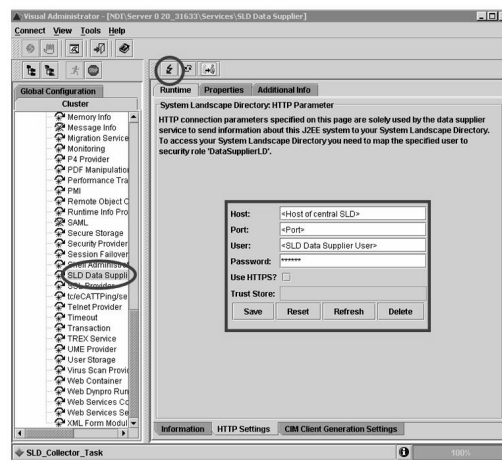 Visual Administrator - [NDI\Server 0 20_31633\Services\SLD Data Supplier]
Connect View Tools Help
Global Configuration
Cluster
Memory Info
Message Info
Migration Service
Monitoring
P4 Provider
PDF Manipulation
Performance Tra
PMI
Remote Object C
Runtime Info Pro
SAML
Secure Storage
Security Provider
Session Failover
Shell Administrat
SLD Data Suppli
SSL Provider
tc/eCATTPing/se
Telnet Provider
Timeout
Transaction
TREX Service
UME Provider
User Storage
Virus Scan Provi
Web Container
Web Dynpro Run
Web Services Co
Web Services Se
XML Form Modul
Runtime Properties Additional Info
System Landscape Directory: HTTP Parameter
HTTP connection parameters specified on this page are solely used by the data supplier
service to send information about this J2EE system to your System Landscape Directory.
To access your System Landscape Directory you need to map the specified user to
security role 'DataSupplierLD'.
Host: <Host of central SLD>
Port: <Port>
User: <SLD Data Supplier User>
Password: ******
Use HTTPS?
Trust Store:
Save Reset Refresh Delete
Information HTTP Settings CIM Client Generation Settings
SLD_Collector_Task
100%